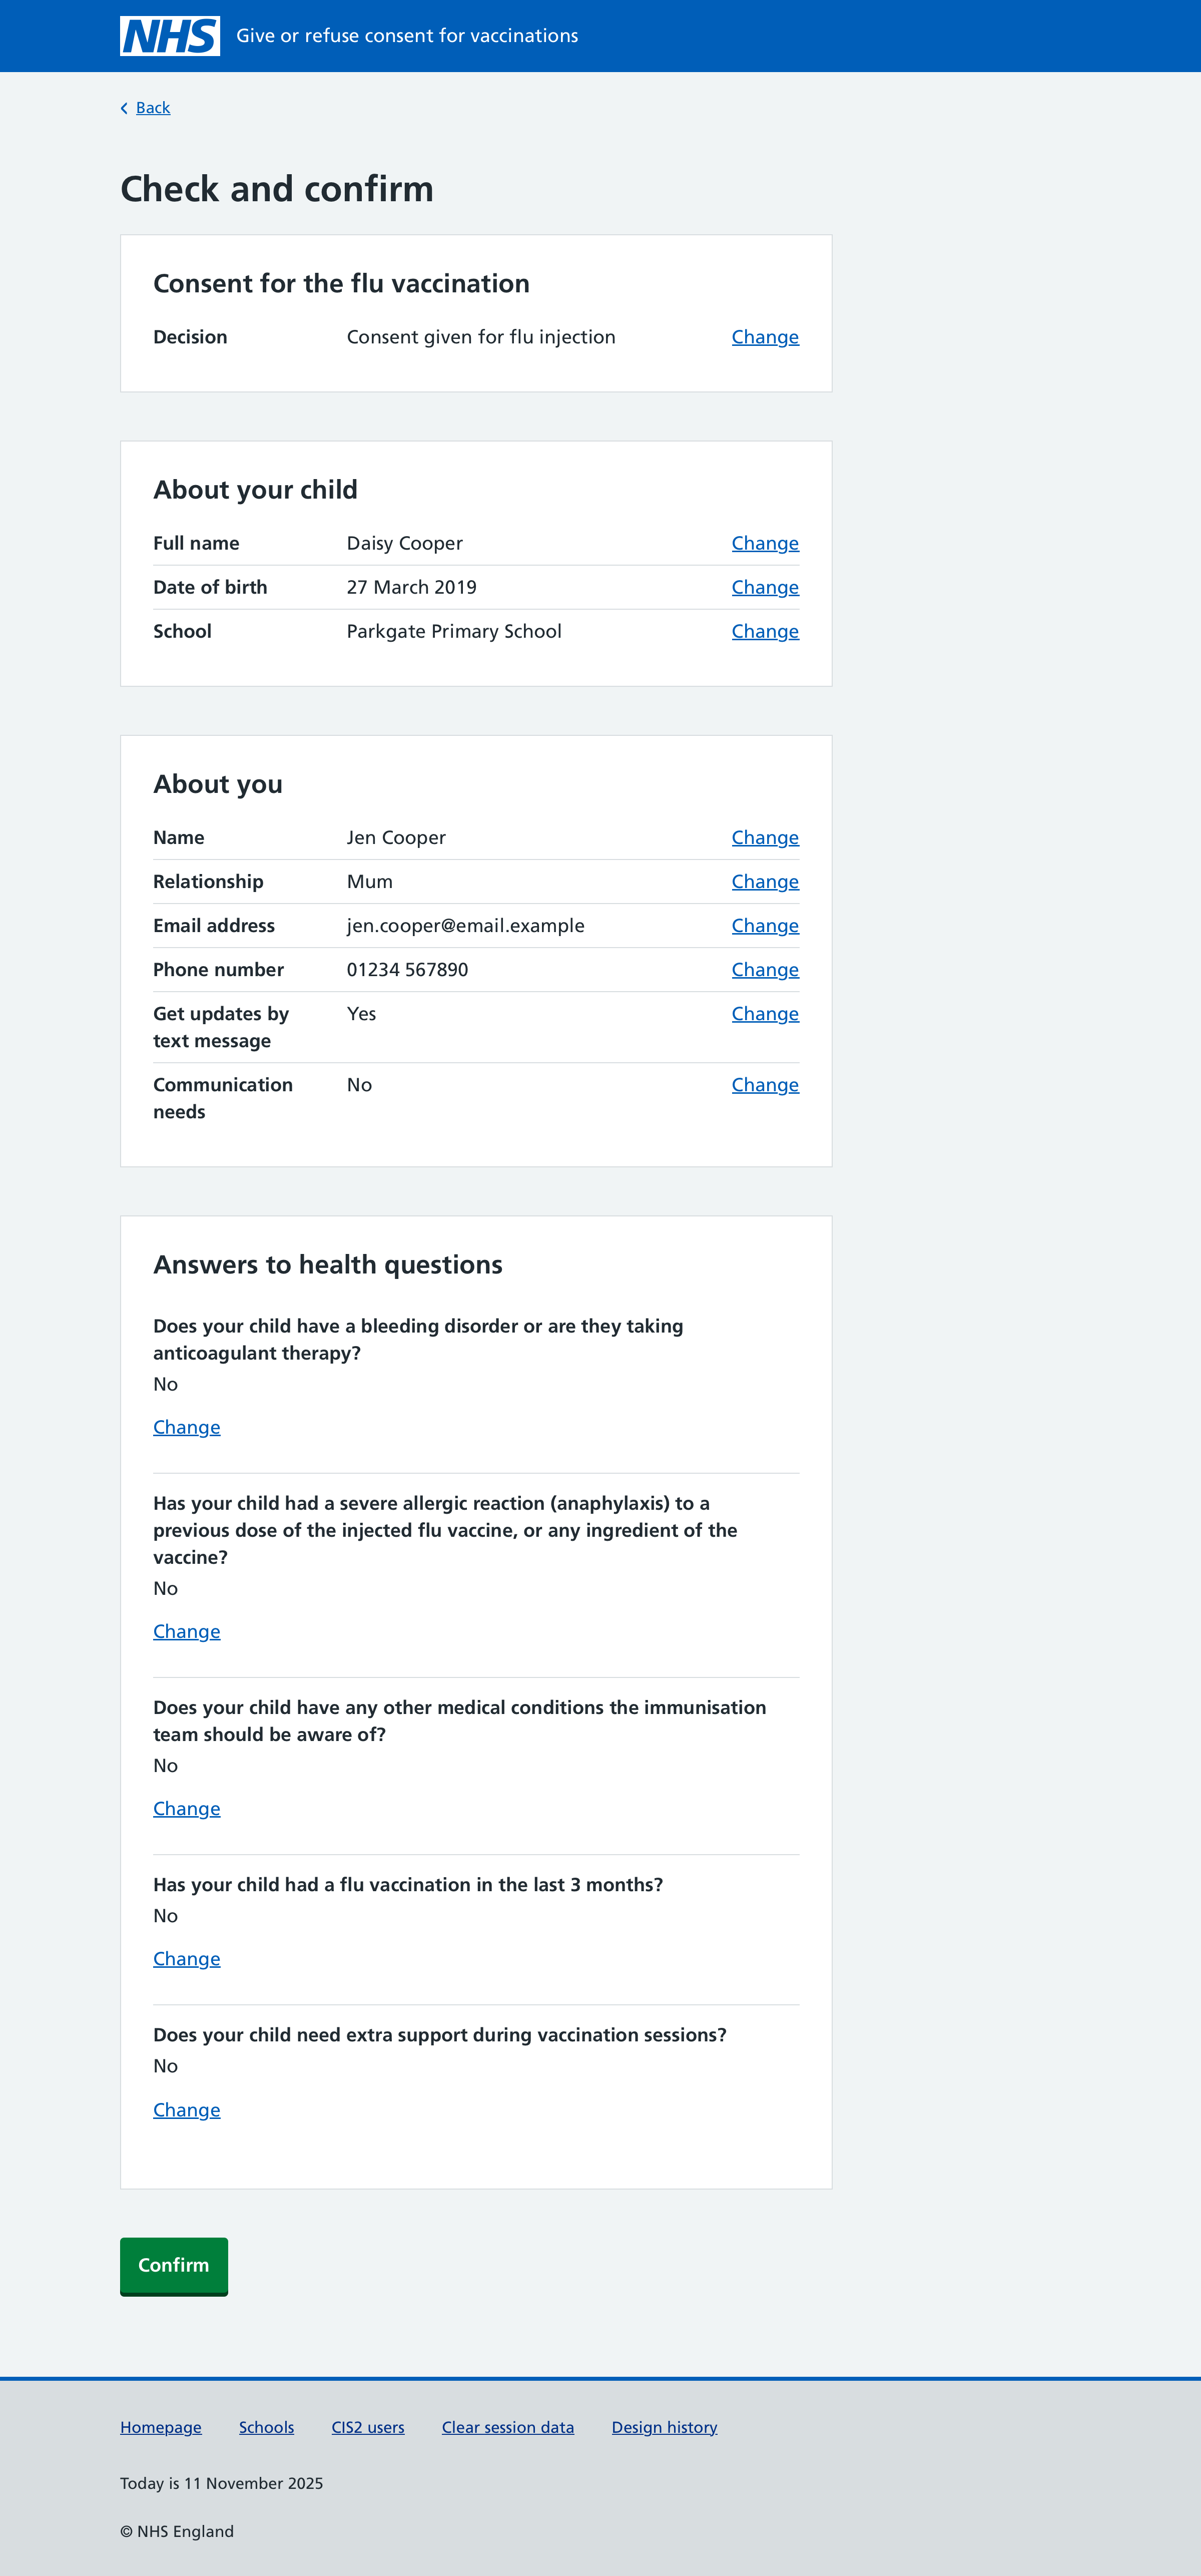 NHS Give or refuse consent for vaccinations
Back
Check and confirm
Consent for the flu vaccination
Decision Consent given for flu injection Change
About your child
Full name Daisy Cooper Change
Date of birth 27 March 2019 Change
School Parkgate Primary School Change
About you
Name Jen Cooper Change
Relationship Mum Change
Email address jen.cooper@email.example Change
Phone number 01234 567890 Change
Get updates by Yes Change
text message
Communication No Change
needs
Answers to health questions
Does your child have a bleeding disorder or are they taking
anticoagulant therapy?
No
Change
Has your child had a severe allergic reaction (anaphylaxis) to a
previous dose of the injected flu vaccine, or any ingredient of the
vaccine?
No
Change
Does your child have any other medical conditions the immunisation
team should be aware of?
No
Change
Has your child had a flu vaccination in the last 3 months?
No
Change
Does your child need extra support during vaccination sessions?
No
Change
Confirm
Homepage Schools CIS2 users Clear session data Design history
Today is 11 November 2025
© NHS England